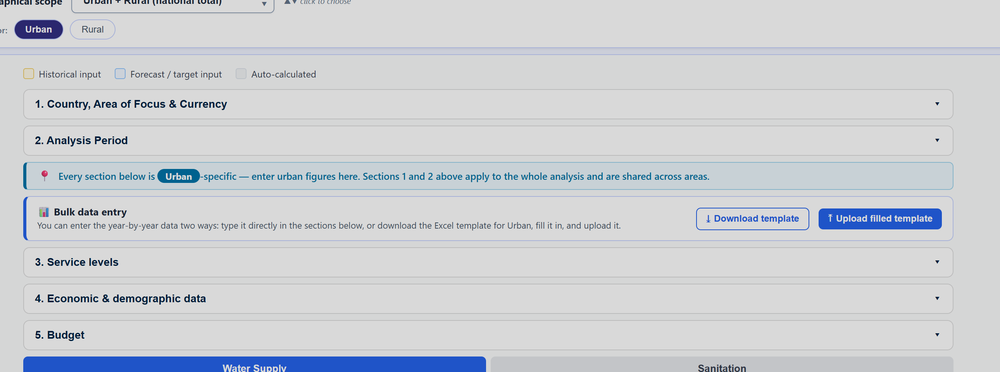 aphical scope Urban + Rural (national total) ▼ ▲▼ click to choose
or: Urban Rural
Historical input Forecast / target input Auto-calculated
1. Country, Area of Focus & Currency ▼
2. Analysis Period ▼
📍 Every section below is Urban-specific — enter urban figures here. Sections 1 and 2 above apply to the whole analysis and are shared across areas.
📊 Bulk data entry
You can enter the year-by-year data two ways: type it directly in the sections below, or download the Excel template for Urban, fill it in, and upload it.
⤓ Download template ⤒ Upload filled template
3. Service levels ▼
4. Economic & demographic data ▼
5. Budget ▼
Water Supply Sanitation